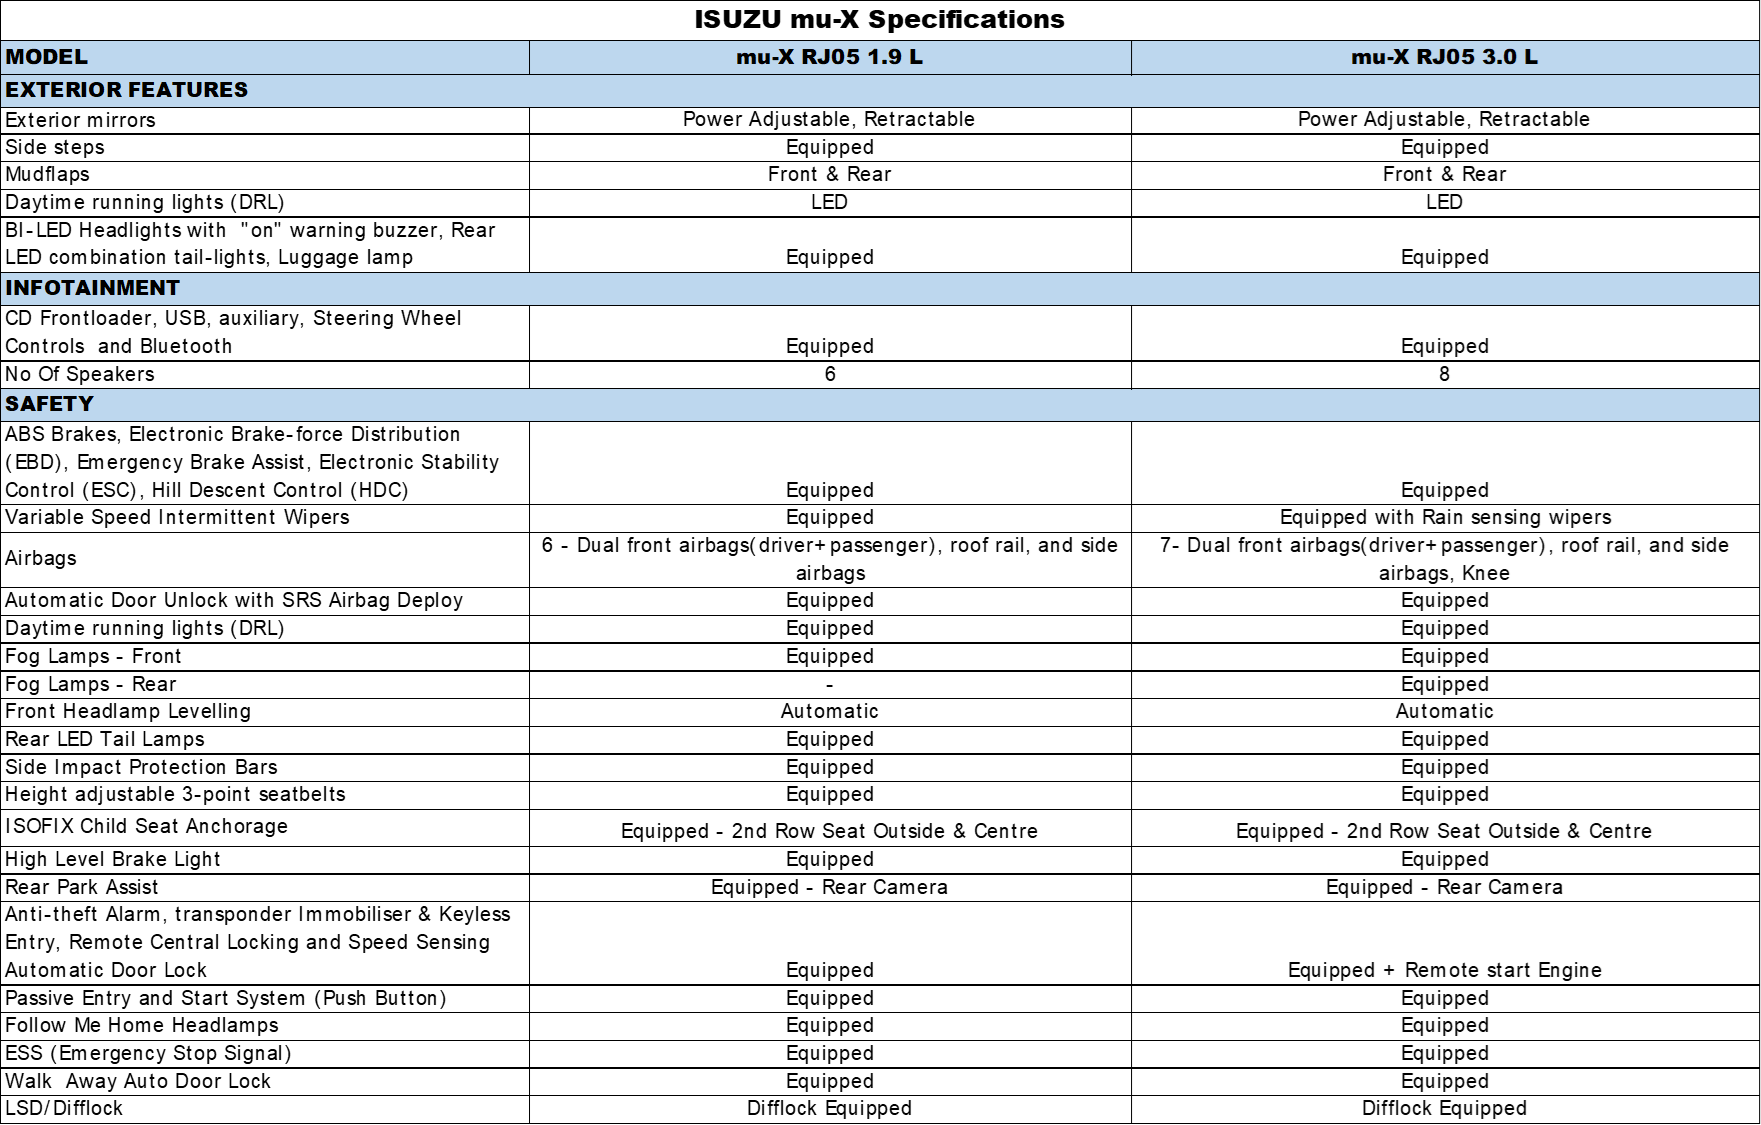 ISUZU mu-X Specifications
MODEL mu-X RJ05 1.9 L mu-X RJ05 3.0 L
EXTERIOR FEATURES
Exterior mirrors Power Adjustable, Retractable Power Adjustable, Retractable
Side steps Equipped Equipped
Mudflaps Front & Rear Front & Rear
Daytime running lights (DRL) LED LED
BI-LED Headlights with "on" warning buzzer, Rear
LED combination tail-lights, Luggage lamp Equipped Equipped
INFOTAINMENT
CD Frontloader, USB, auxiliary, Steering Wheel
Controls and Bluetooth Equipped Equipped
No Of Speakers 6 8
SAFETY
ABS Brakes, Electronic Brake-force Distribution
(EBD), Emergency Brake Assist, Electronic Stability
Control (ESC), Hill Descent Control (HDC) Equipped Equipped
Variable Speed Intermittent Wipers Equipped Equipped with Rain sensing wipers
Airbags 6 - Dual front airbags(driver+passenger), roof rail, and side airbags 7- Dual front airbags(driver+passenger), roof rail, and side airbags, Knee
Automatic Door Unlock with SRS Airbag Deploy Equipped Equipped
Daytime running lights (DRL) Equipped Equipped
Fog Lamps - Front Equipped Equipped
Fog Lamps - Rear - Equipped
Front Headlamp Levelling Automatic Automatic
Rear LED Tail Lamps Equipped Equipped
Side Impact Protection Bars Equipped Equipped
Height adjustable 3-point seatbelts Equipped Equipped
ISOFIX Child Seat Anchorage Equipped - 2nd Row Seat Outside & Centre Equipped - 2nd Row Seat Outside & Centre
High Level Brake Light Equipped Equipped
Rear Park Assist Equipped - Rear Camera Equipped - Rear Camera
Anti-theft Alarm, transponder Immobiliser & Keyless
Entry, Remote Central Locking and Speed Sensing
Automatic Door Lock Equipped Equipped + Remote start Engine
Passive Entry and Start System (Push Button) Equipped Equipped
Follow Me Home Headlamps Equipped Equipped
ESS (Emergency Stop Signal) Equipped Equipped
Walk Away Auto Door Lock Equipped Equipped
LSD/Difflock Difflock Equipped Difflock Equipped